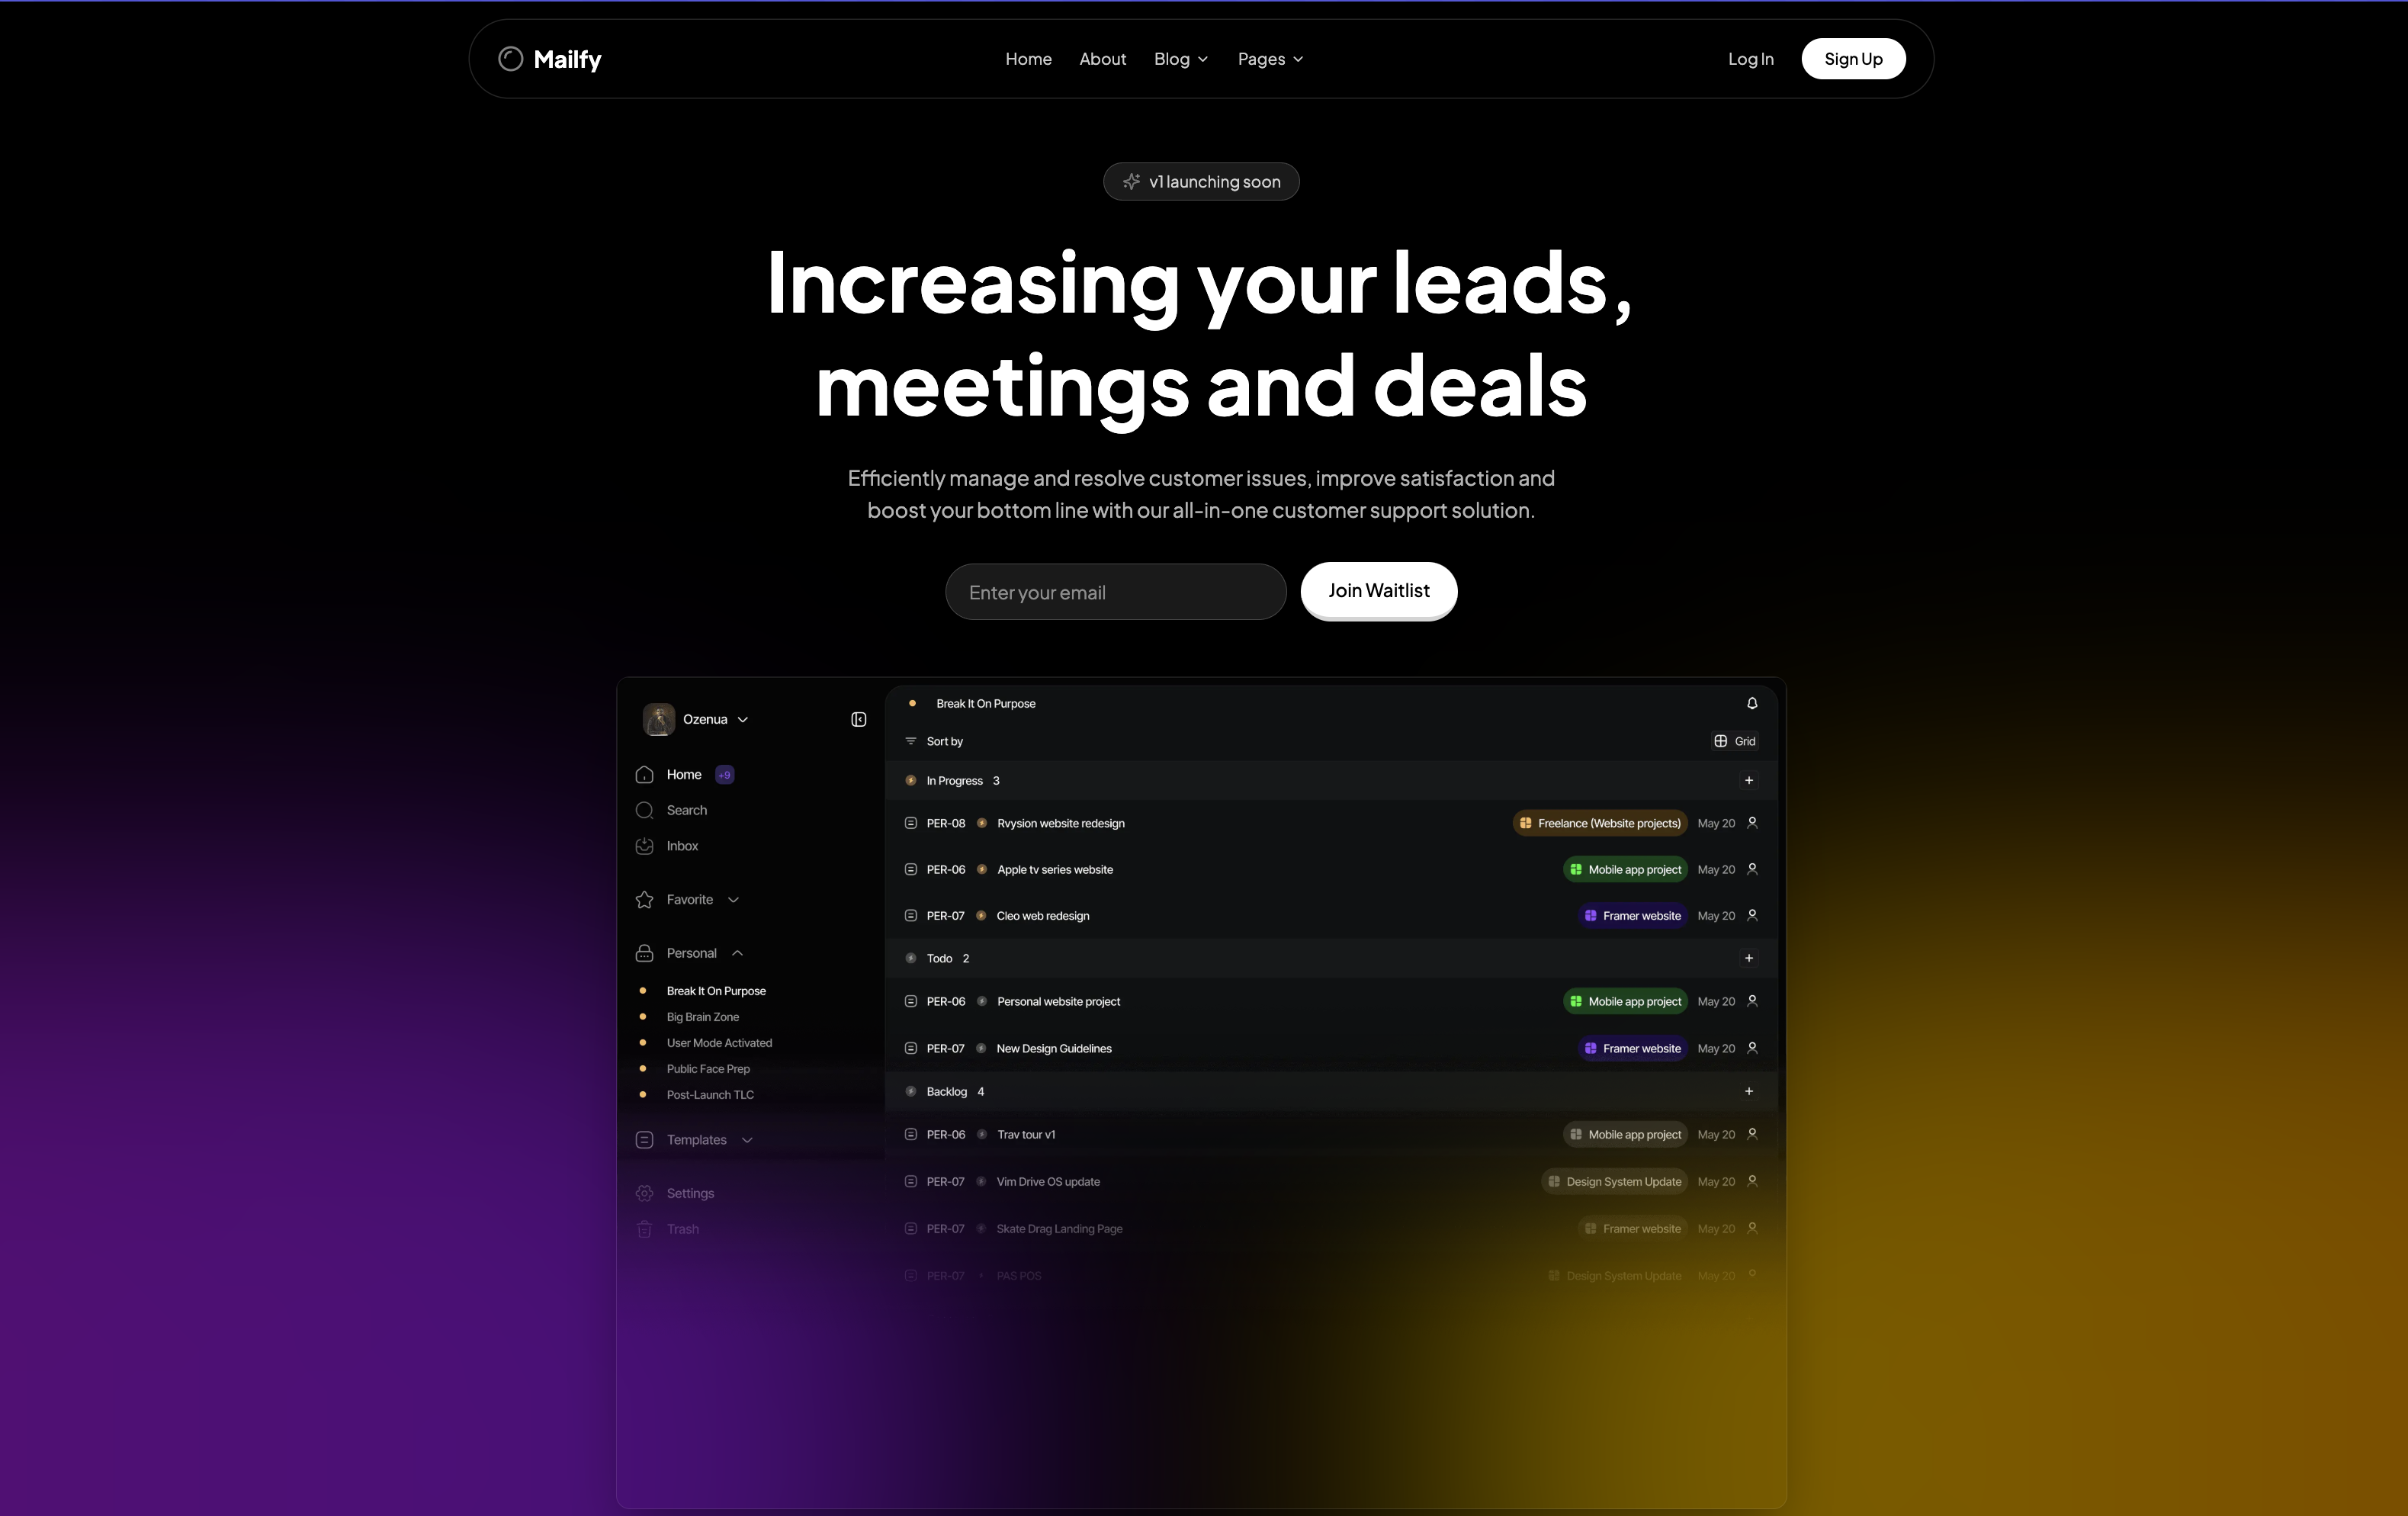 Mailfy
Home About Blog Pages
Log In Sign Up
v1 launching soon
Increasing your leads,
meetings and deals
Efficiently manage and resolve customer issues, improve satisfaction and
boost your bottom line with our all-in-one customer support solution.
Enter your email Join Waitlist
Ozenua
Home +9
Search
Inbox
Favorite
Personal
Break It On Purpose
Big Brain Zone
User Mode Activated
Public Face Prep
Post-Launch TLC
Templates
Settings
Trash
Break It On Purpose
Sort by Grid
In Progress 3
PER-08 Rvysion website redesign Freelance (Website projects) May 20
PER-06 Apple tv series website Mobile app project May 20
PER-07 Cleo web redesign Framer website May 20
Todo 2
PER-06 Personal website project Mobile app project May 20
PER-07 New Design Guidelines Framer website May 20
Backlog 4
PER-06 Trav tour v1 Mobile app project May 20
PER-07 Vim Drive OS update Design System Update May 20
PER-07 Skate Drag Landing Page Framer website May 20
PER-07 PAS POS Design System Update May 20